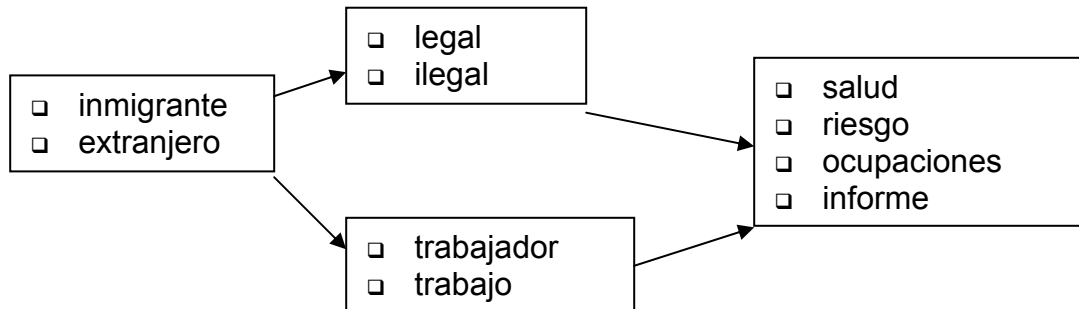 ❑ inmigrante
❑ extranjero
❑ legal
❑ ilegal
❑ trabajador
❑ trabajo
❑ salud
❑ riesgo
❑ ocupaciones
❑ informe